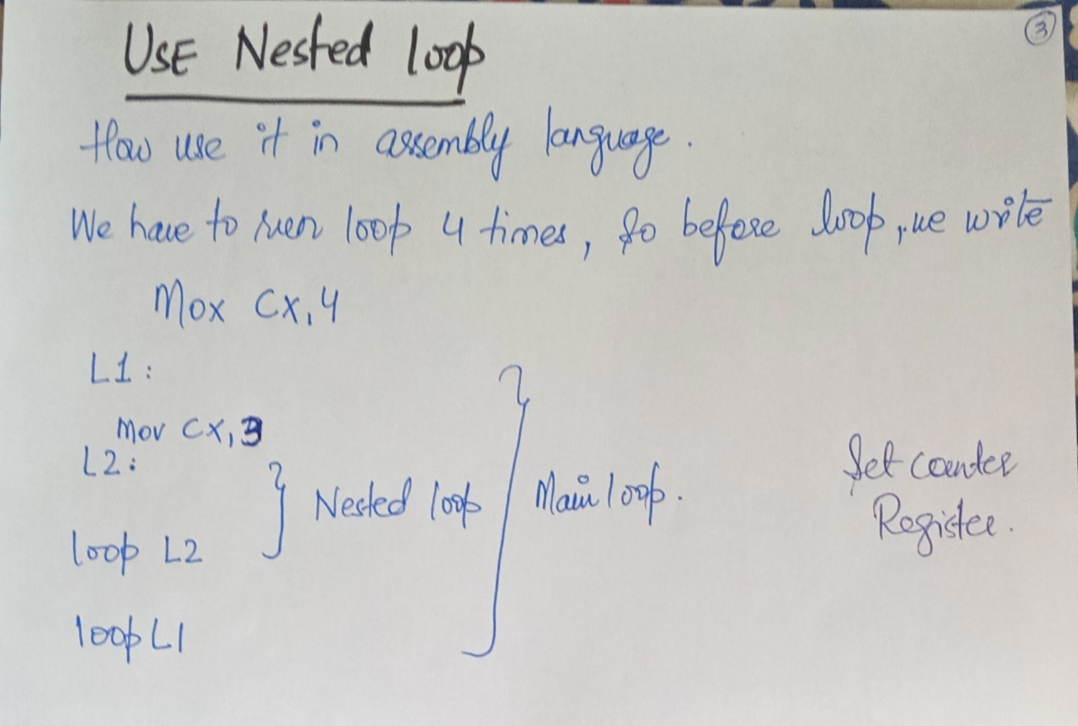 ③
USE Nested loop
How use it in assembly language.
We have to run loop 4 times, So before loop, we write
Mox CX,4
L1:
Mov CX,3
L2:
} Nested loop } Main loop.
Set counter
Register.
loop L2
loop L1